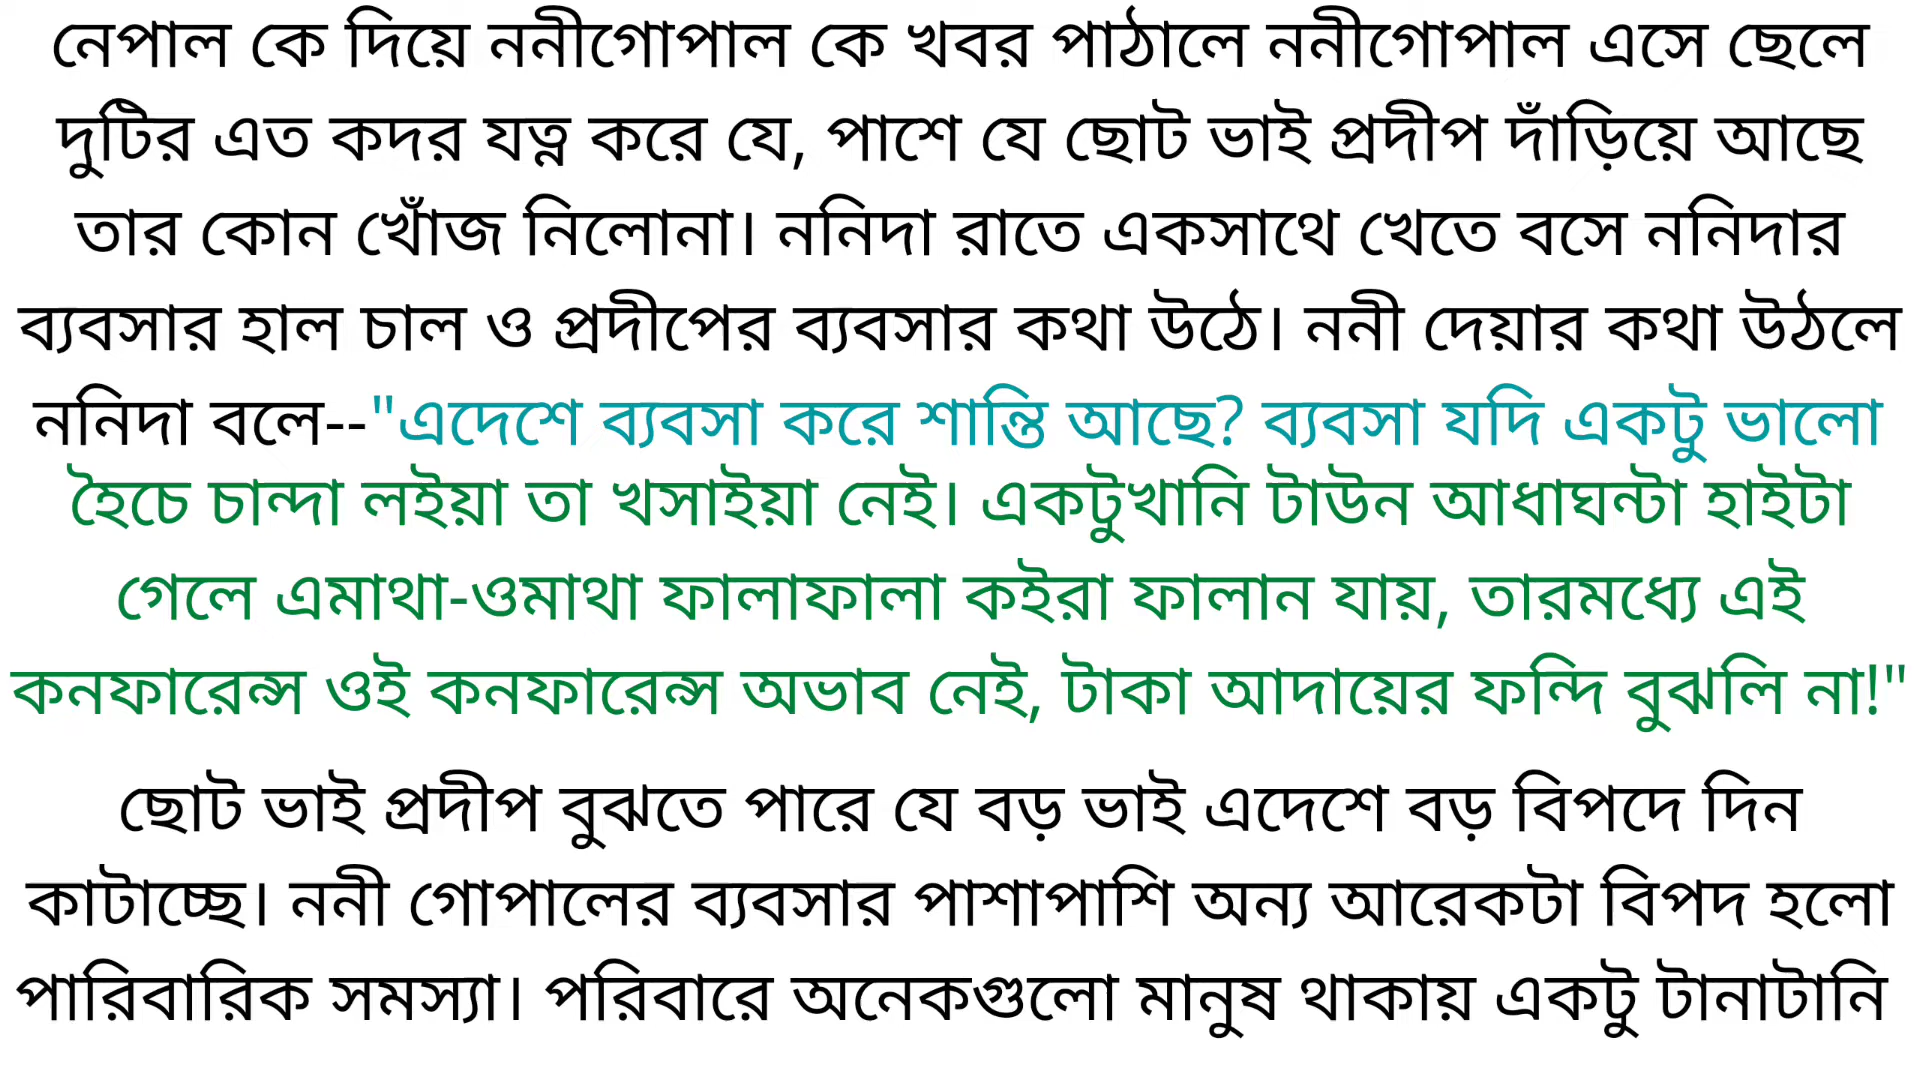 নেপাল কে দিয়ে ননীগোপাল কে খবর পাঠালে ননীগোপাল এসে ছেলে
দুটির এত কদর যত্ন করে যে, পাশে যে ছোট ভাই প্রদীপ দাঁড়িয়ে আছে
তার কোন খোঁজ নিলোনা। ননিদা রাতে একসাথে খেতে বসে ননিদার
ব্যবসার হাল চাল ও প্রদীপের ব্যবসার কথা উঠে। ননী দেয়ার কথা উঠলে
ননিদা বলে--"এদেশে ব্যবসা করে শান্তি আছে? ব্যবসা যদি একটু ভালো
হৈচে চান্দা লইয়া তা খসাইয়া নেই। একটুখানি টাউন আধাঘন্টা হাইটা
গেলে এমাথা-ওমাথা ফালাফালা কইরা ফালান যায়, তারমধ্যে এই
কনফারেন্স ওই কনফারেন্স অভাব নেই, টাকা আদায়ের ফন্দি বুঝলি না!"
ছোট ভাই প্রদীপ বুঝতে পারে যে বড় ভাই এদেশে বড় বিপদে দিন
কাটাচ্ছে। ননী গোপালের ব্যবসার পাশাপাশি অন্য আরেকটা বিপদ হলো
পারিবারিক সমস্যা। পরিবারে অনেকগুলো মানুষ থাকায় একটু টানাটানি